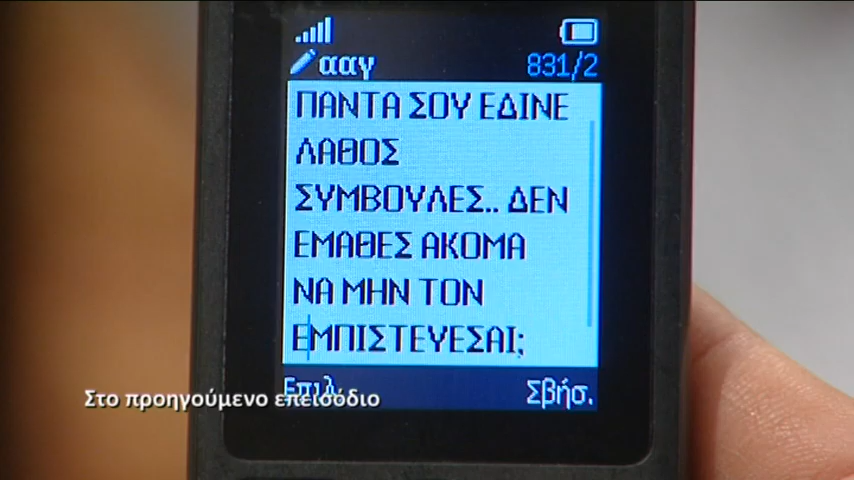 ααγ 831/2
ΠΑΝΤΑ ΣΟΥ ΕΔΙΝΕ
ΛΑΘΟΣ
ΣΥΜΒΟΥΛΕΣ.. ΔΕΝ
ΕΜΑΘΕΣ ΑΚΟΜΑ
ΝΑ ΜΗΝ ΤΟΝ
ΕΜΠΙΣΤΕΥΕΣΑΙ;
Επιλ. Σβήσ.
Στο προηγούμενο επεισόδιο